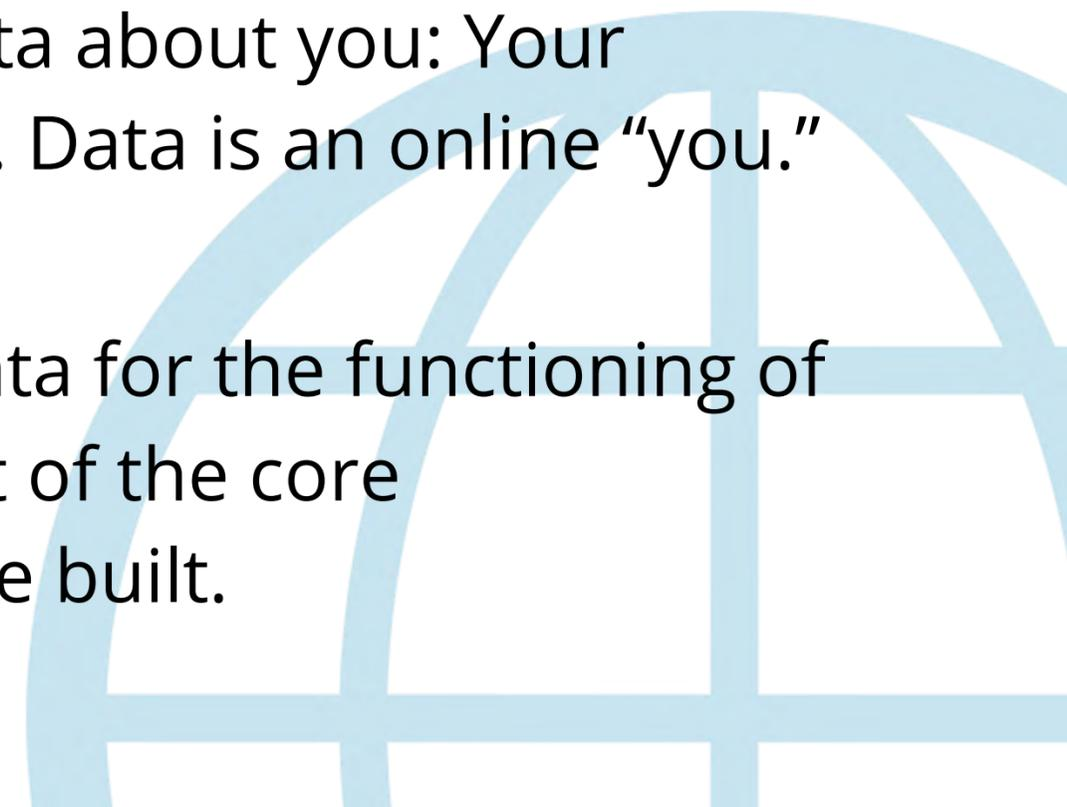 ta about you: Your
. Data is an online “you.”
ta for the functioning of
t of the core
e built.